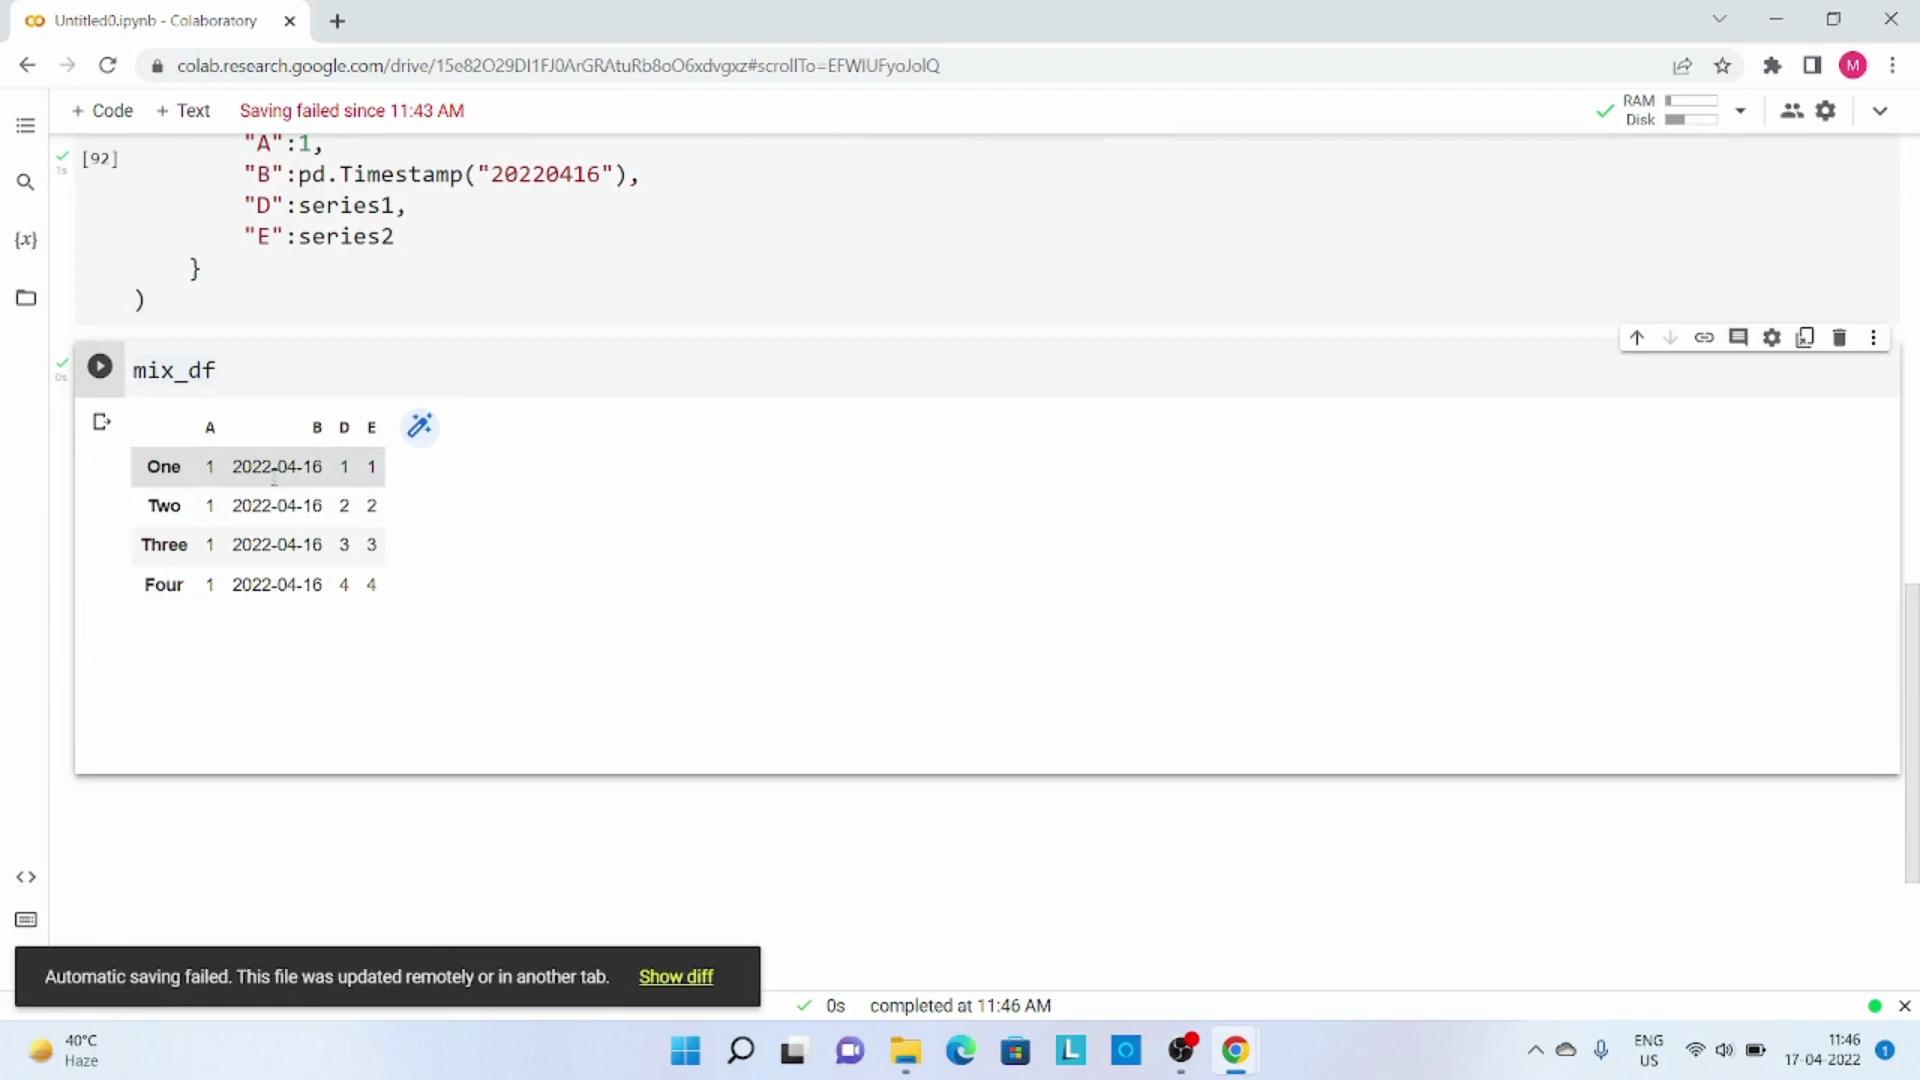 Untitled0.ipynb - Colaboratory
colab.research.google.com/drive/15e82O29DI1FJ0ArGRAtuRb8oO6xdvgxz#scrollTo=EFWIUFyoJolQ
M
+ Code + Text Saving failed since 11:43 AM
RAM
Disk
"A":1,
[92]
1s
"B":pd.Timestamp("20220416"),
"D":series1,
"E":series2
}
)
{x}
0s
mix_df
A B D E
One 1 2022-04-16 1 1
Two 1 2022-04-16 2 2
Three 1 2022-04-16 3 3
Four 1 2022-04-16 4 4
Automatic saving failed. This file was updated remotely or in another tab. Show diff
0s completed at 11:46 AM
40°C
Haze
L
ENG
US
11:46
17-04-2022
1